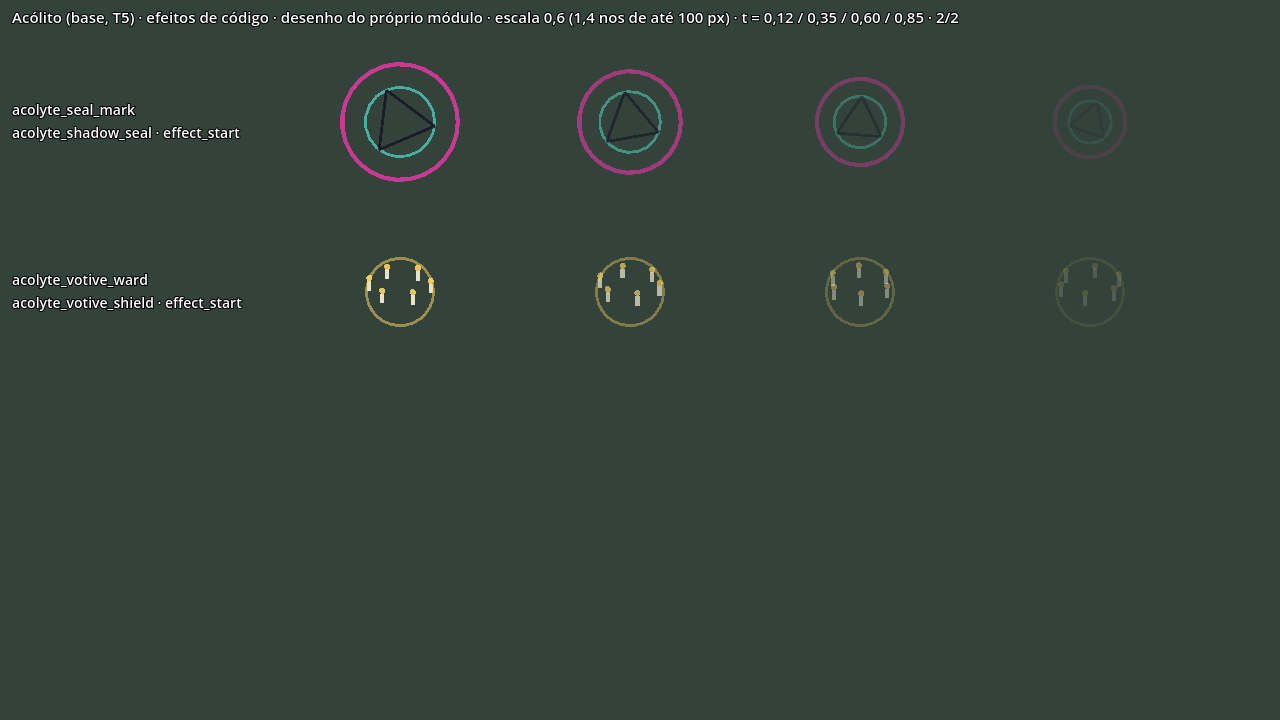 Acólito (base, T5) · efeitos de código · desenho do próprio módulo · escala 0,6 (1,4 nos de até 100 px) · t = 0,12 / 0,35 / 0,60 / 0,85 · 2/2
acolyte_seal_mark
acolyte_shadow_seal · effect_start
acolyte_votive_ward
acolyte_votive_shield · effect_start